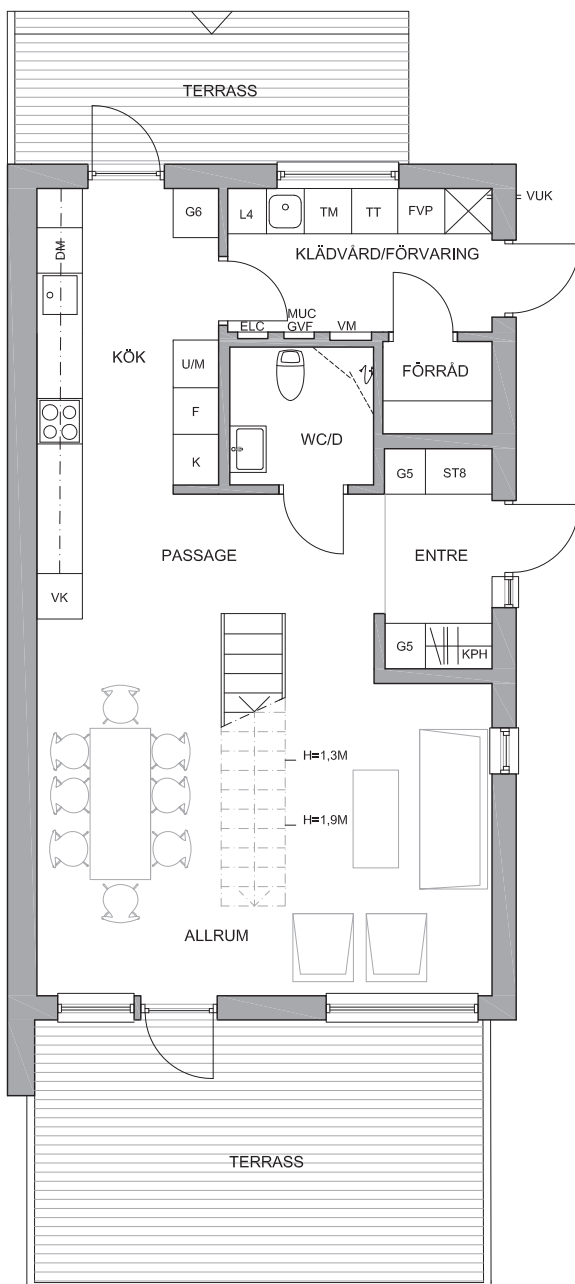 TERRASS
VUK
G6
L4
TM
TT
FVP
DM
KLÄDVÅRD/FÖRVARING
MUC
ELC
GVF
VM
KÖK
U/M
FÖRRÅD
F
WC/D
K
G5
ST8
PASSAGE
ENTRE
VK
G5
KPH
H=1,3M
H=1,9M
ALLRUM
TERRASS